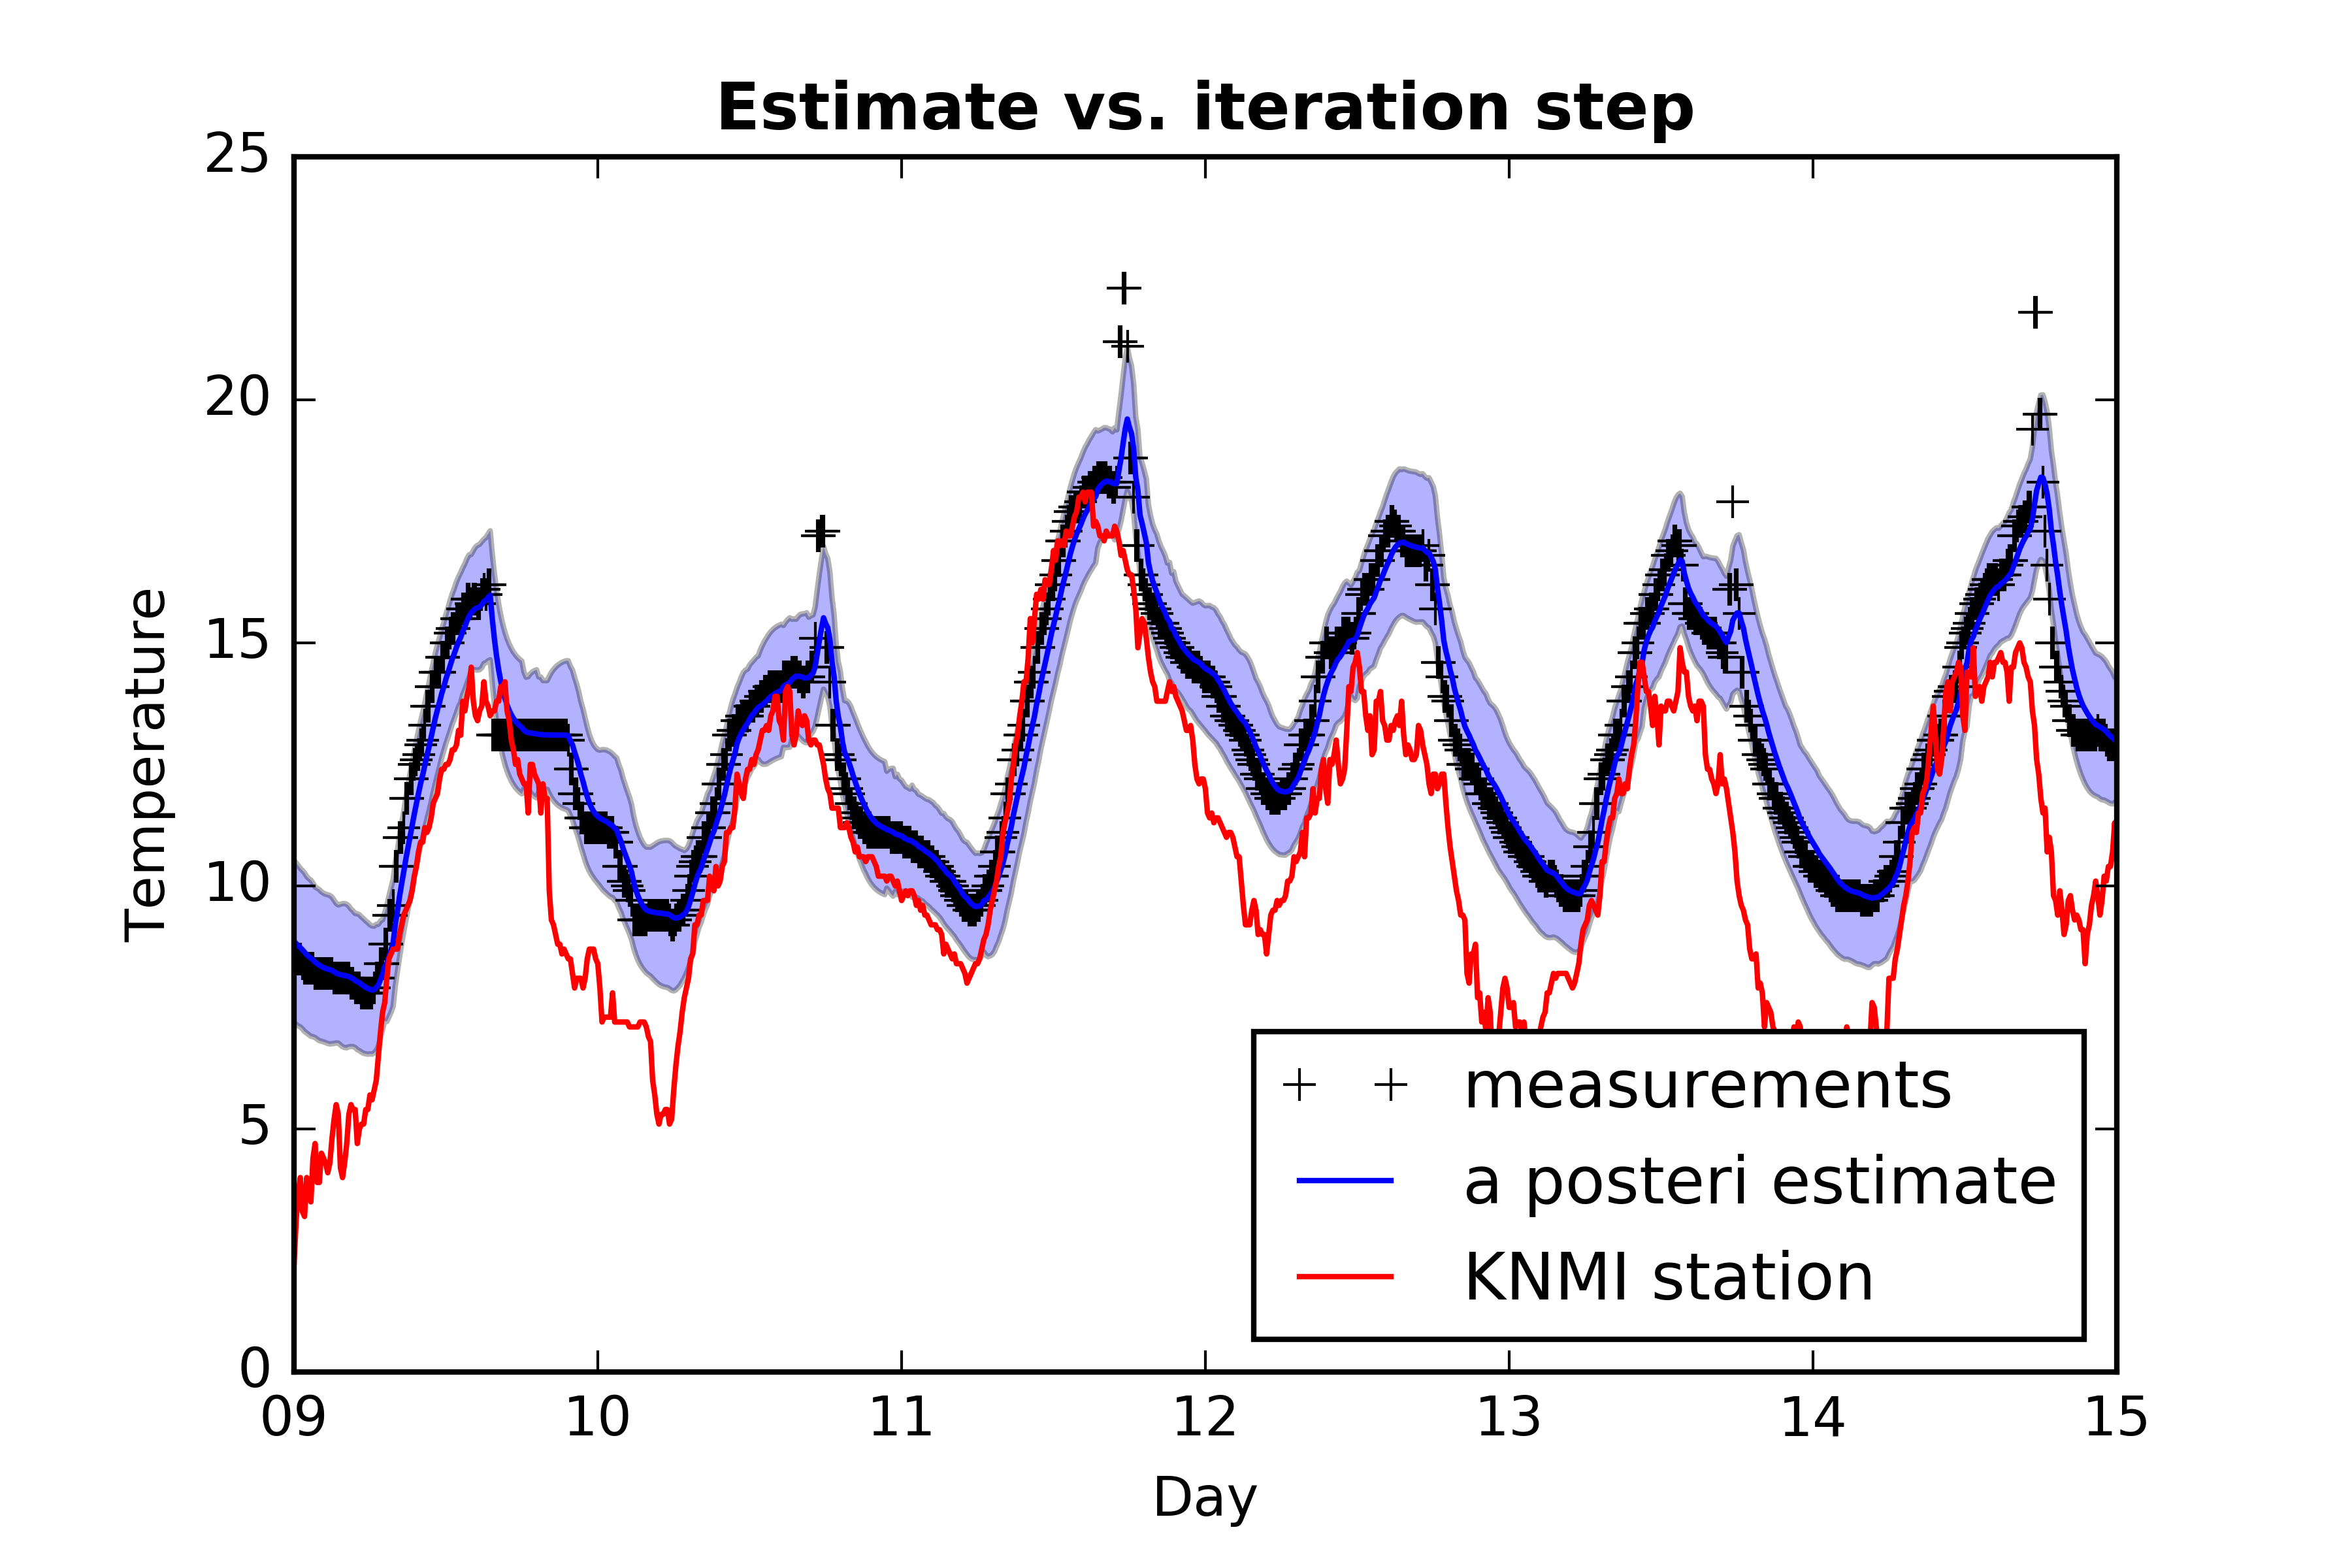 Estimate vs. iteration step
25
20
15
10
5
0
Temperature
measurements
a posteri estimate
KNMI station
09 10 11 12 13 14 15
Day